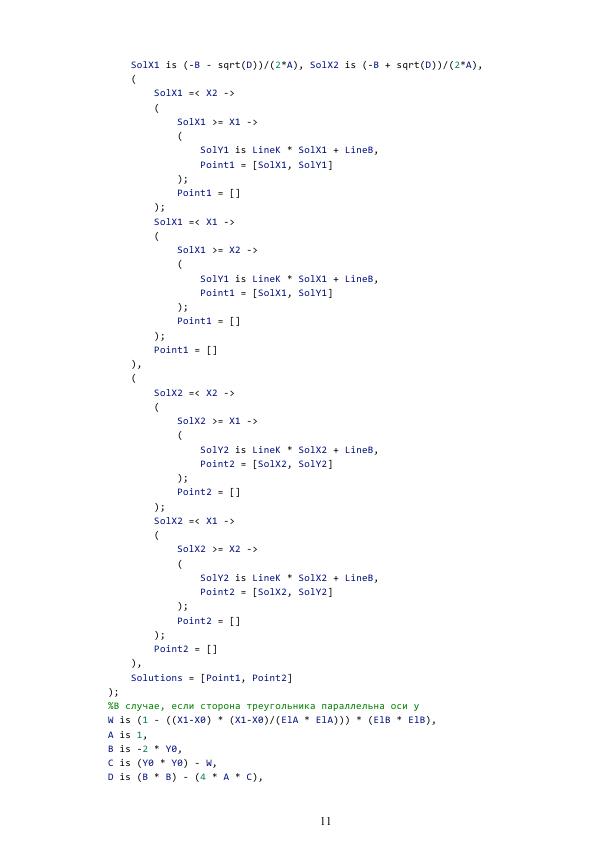 SolX1 is (-B - sqrt(D))/(2*A), SolX2 is (-B + sqrt(D))/(2*A),
(
SolX1 =< X2 ->
(
SolX1 >= X1 ->
(
SolY1 is LineK * SolX1 + LineB,
Point1 = [SolX1, SolY1]
);
Point1 = []
);
SolX1 =< X1 ->
(
SolX1 >= X2 ->
(
SolY1 is LineK * SolX1 + LineB,
Point1 = [SolX1, SolY1]
);
Point1 = []
);
Point1 = []
),
(
SolX2 =< X2 ->
(
SolX2 >= X1 ->
(
SolY2 is LineK * SolX2 + LineB,
Point2 = [SolX2, SolY2]
);
Point2 = []
);
SolX2 =< X1 ->
(
SolX2 >= X2 ->
(
SolY2 is LineK * SolX2 + LineB,
Point2 = [SolX2, SolY2]
);
Point2 = []
);
Point2 = []
),
Solutions = [Point1, Point2]
);
%В случае, если сторона треугольника параллельна оси y
W is (1 - ((X1-X0) * (X1-X0)/(ElA * ElA))) * (ElB * ElB),
A is 1,
B is -2 * Y0,
C is (Y0 * Y0) - W,
D is (B * B) - (4 * A * C),
11